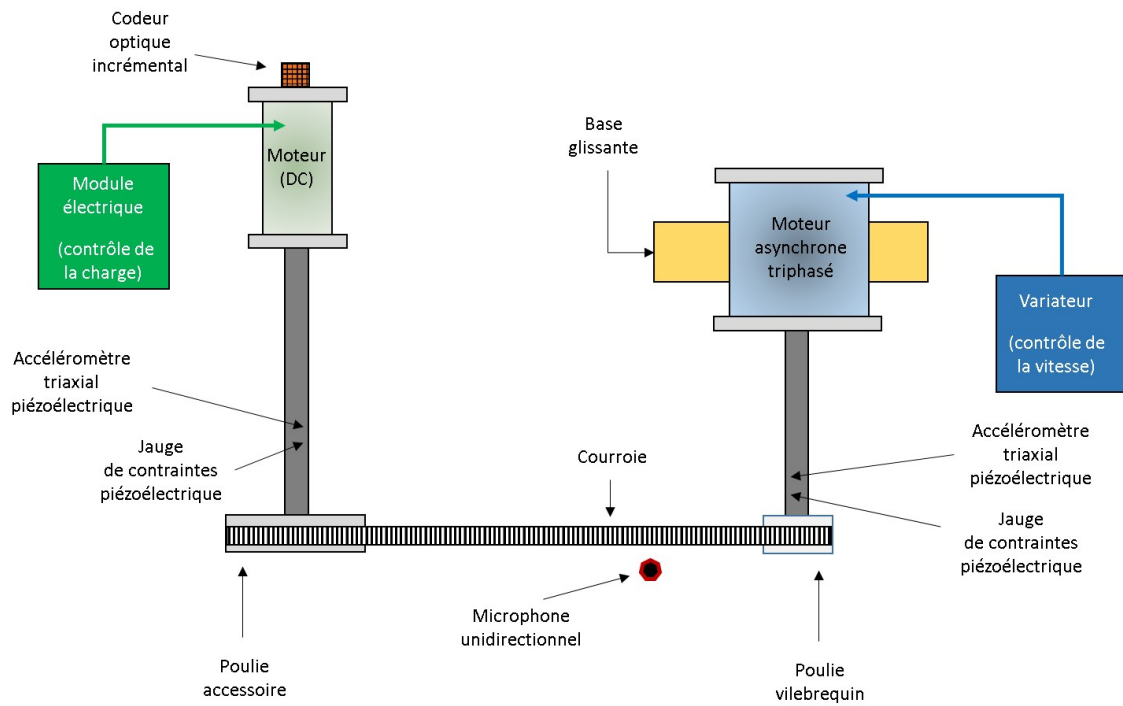 Codeur
optique
incrémental
Moteur
(DC)
Module
électrique
(contrôle de
la charge)
Base
glissante
Moteur
asynchrone
triphasé
Variateur
(contrôle de
la vitesse)
Accéléromètre
triaxial
piézoélectrique
Jauge
de contraintes
piézoélectrique
Courroie
Accéléromètre
triaxial
piézoélectrique
Jauge
de contraintes
piézoélectrique
Microphone
unidirectionnel
Poulie
accessoire
Poulie
vilebrequin